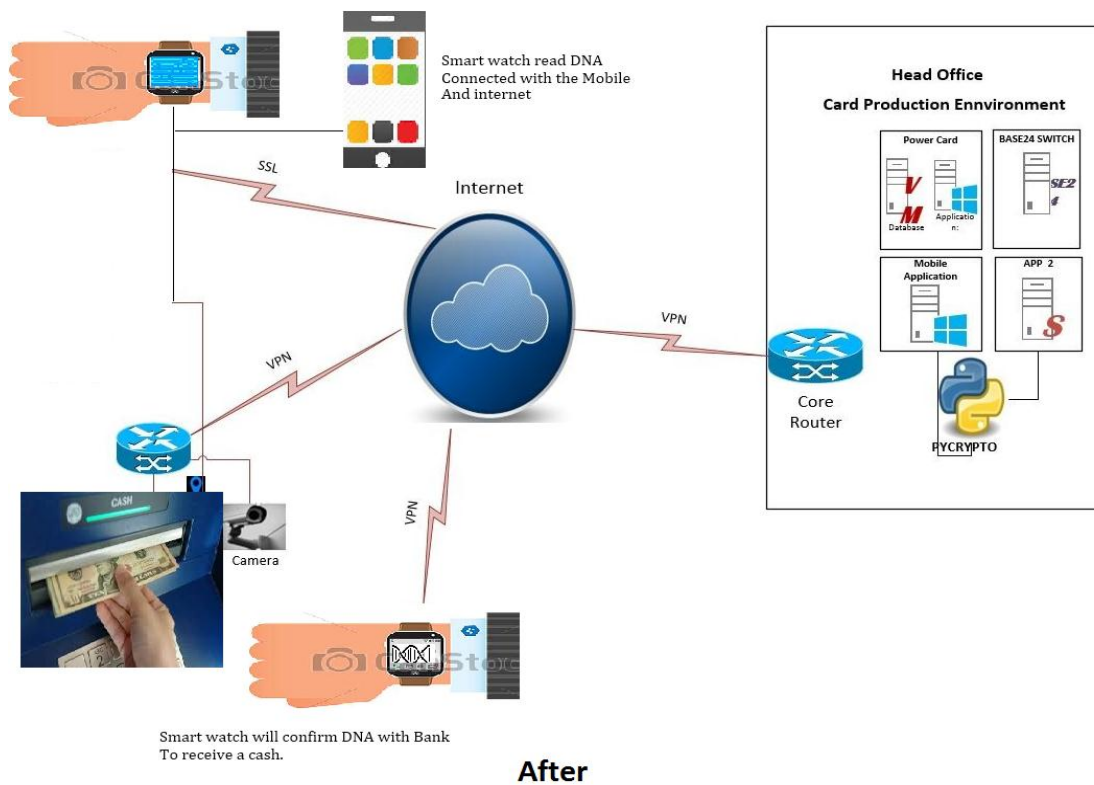 Smart watch read DNA
Connected with the Mobile
And internet
Head Office
Card Production Ennvironment
Power Card
BASE24 SWITCH
V
M
Database
Applicatio
n:
SE2
4
Mobile
Application
APP 2
S
PYCRYPTO
Core
Router
SSL
Internet
VPN
VPN
VPN
CASH
Camera
Smart watch will confirm DNA with Bank
To receive a cash.
After